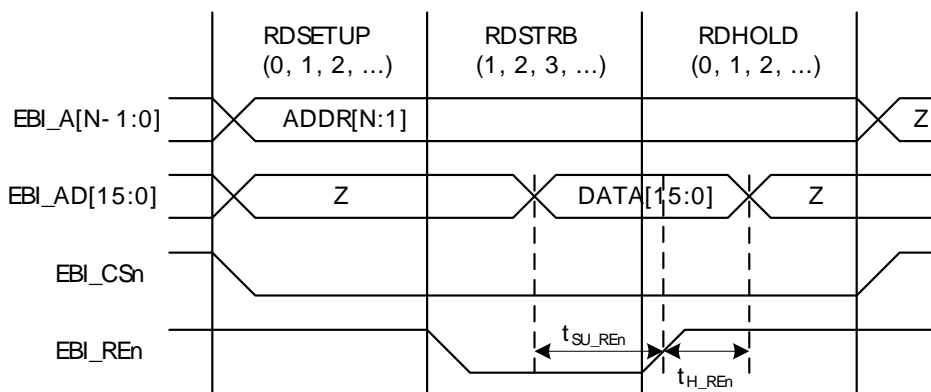 RDSETUP RDSTRB RDHOLD
(0, 1, 2, ...) (1, 2, 3, ...) (0, 1, 2, ...)
EBI_A[N-1:0] ADDR[N:1] Z
EBI_AD[15:0] Z DATA[15:0] Z
EBI_CSn
EBI_REn tSU_REn
tH_REn